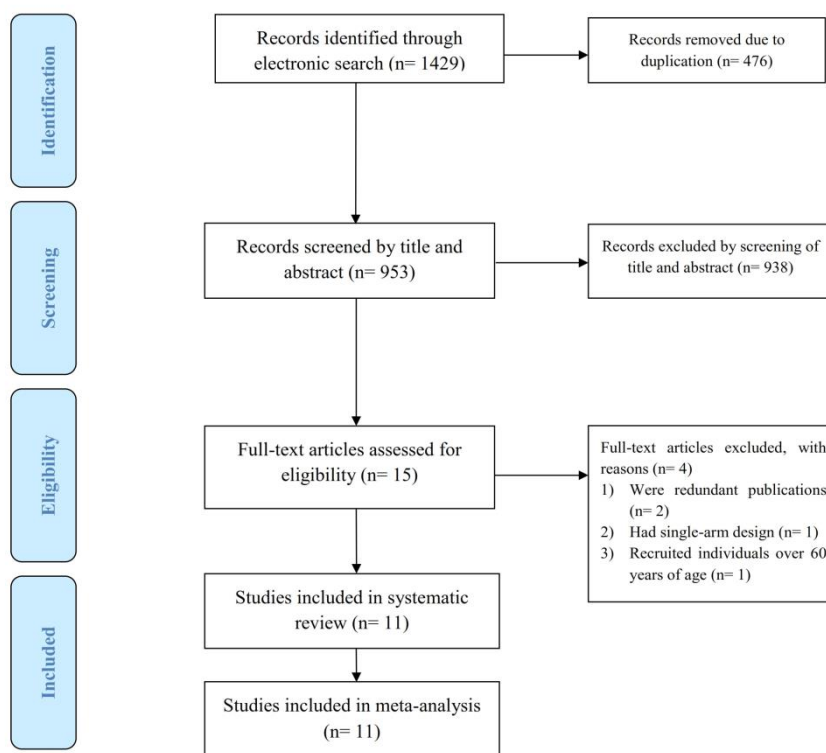 Identification
Records identified through
electronic search (n= 1429)
Records removed due to
duplication (n= 476)
Screening
Records screened by title and
abstract (n= 953)
Records excluded by screening of
title and abstract (n= 938)
Eligibility
Full-text articles assessed for
eligibility (n= 15)
Full-text articles excluded, with
reasons (n= 4)
1) Were redundant publications
(n= 2)
2) Had single-arm design (n= 1)
3) Recruited individuals over 60
years of age (n= 1)
Included
Studies included in systematic
review (n= 11)
Studies included in meta-analysis
(n= 11)